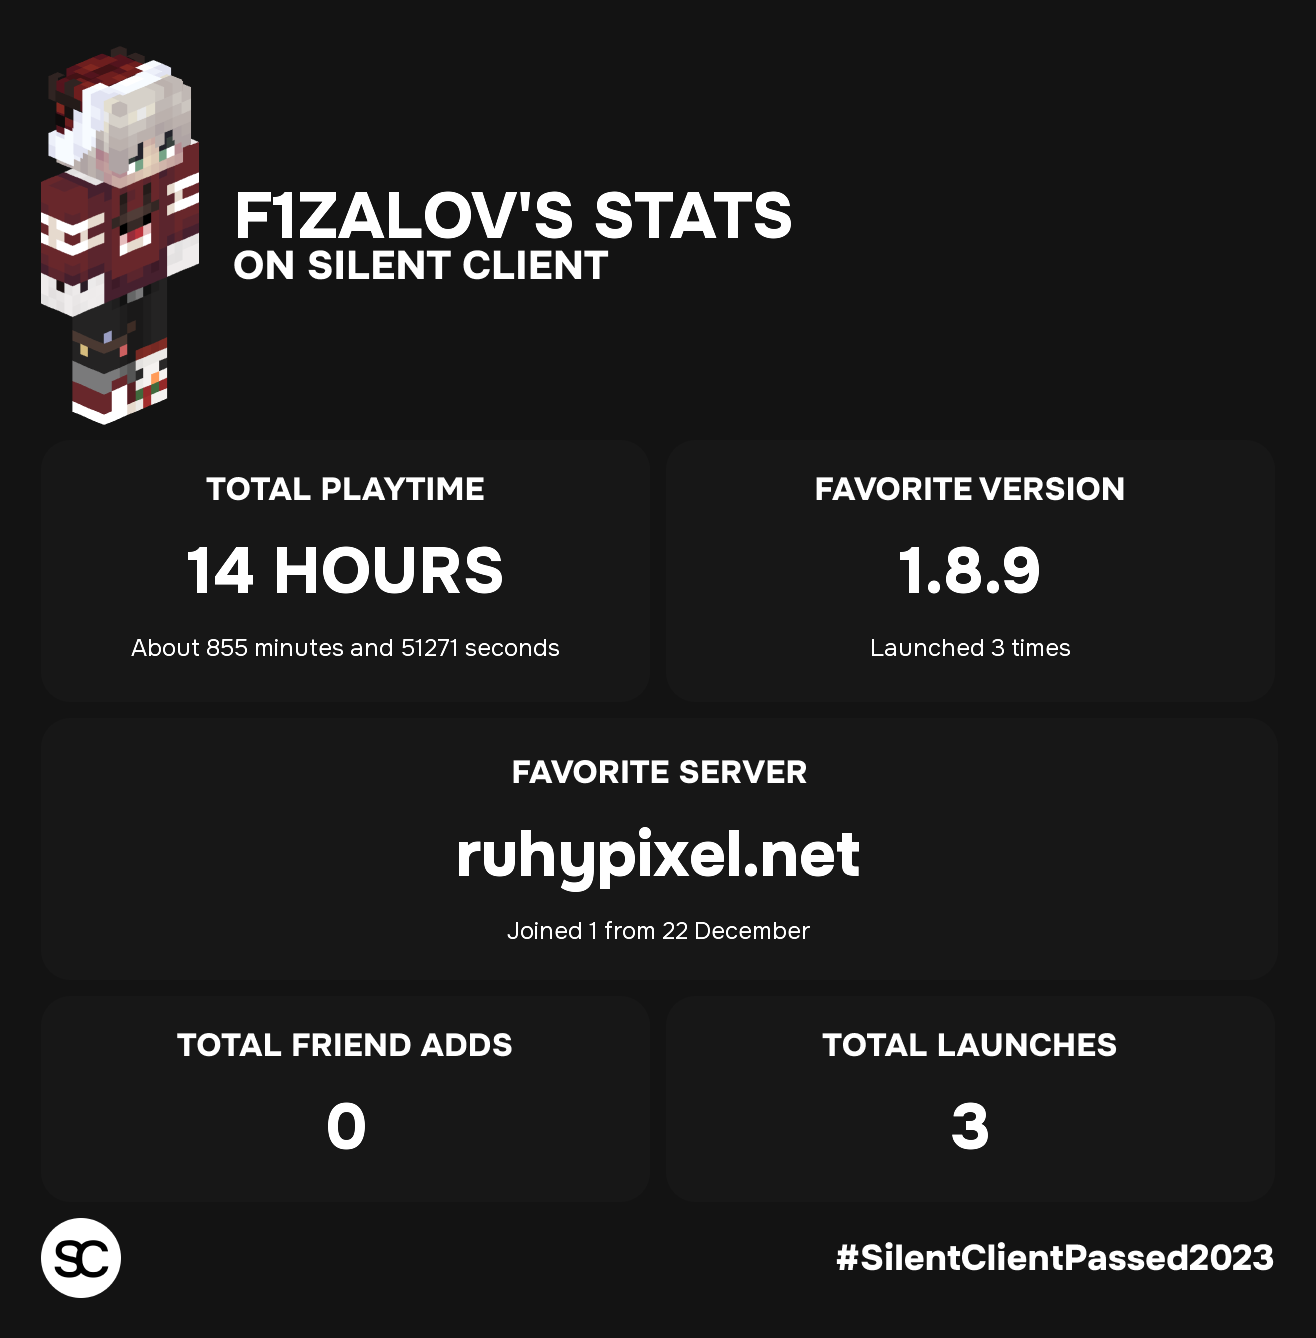 F1ZALOV'S STATS
ON SILENT CLIENT
TOTAL PLAYTIME
14 HOURS
About 855 minutes and 51271 seconds
FAVORITE VERSION
1.8.9
Launched 3 times
FAVORITE SERVER
ruhypixel.net
Joined 1 from 22 December
TOTAL FRIEND ADDS
0
TOTAL LAUNCHES
3
SC
#SilentClientPassed2023